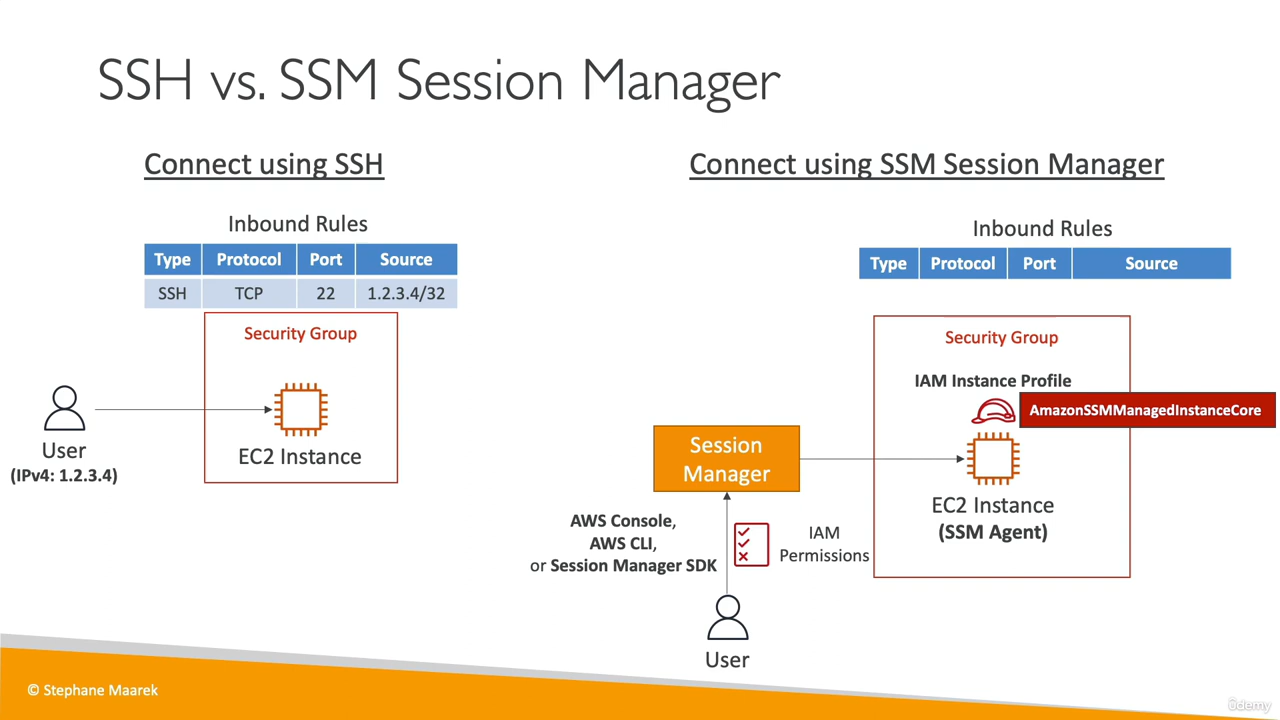 SSH vs. SSM Session Manager
Connect using SSH
Inbound Rules
Type Protocol Port Source
SSH TCP 22 1.2.3.4/32
Security Group
EC2 Instance
User
(IPv4: 1.2.3.4)
Connect using SSM Session Manager
Inbound Rules
Type Protocol Port Source
Security Group
IAM Instance Profile
AmazonSSMManagedInstanceCore
EC2 Instance
(SSM Agent)
Session
Manager
AWS Console,
AWS CLI,
or Session Manager SDK
IAM
Permissions
User
© Stephane Maarek
ûdemy